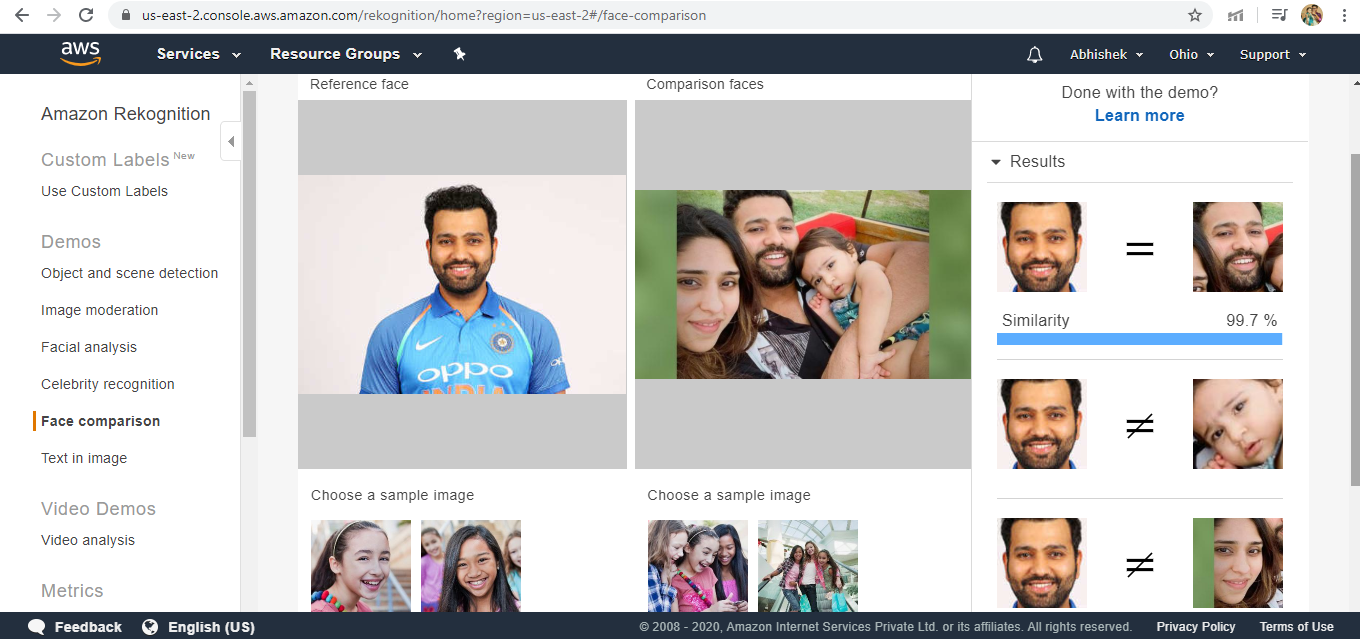 us-east-2.console.aws.amazon.com/rekognition/home?region=us-east-2#/face-comparison
aws Services Resource Groups Abhishek Ohio Support
Amazon Rekognition
Custom Labels New
Use Custom Labels
Demos
Object and scene detection
Image moderation
Facial analysis
Celebrity recognition
Face comparison
Text in image
Video Demos
Video analysis
Metrics
Reference face
oppo
INDIA
Choose a sample image
Comparison faces
Choose a sample image
Done with the demo?
Learn more
Results
=
Similarity 99.7 %
≠
≠
Feedback English (US) © 2008 - 2020, Amazon Internet Services Private Ltd. or its affiliates. All rights reserved. Privacy Policy Terms of Use